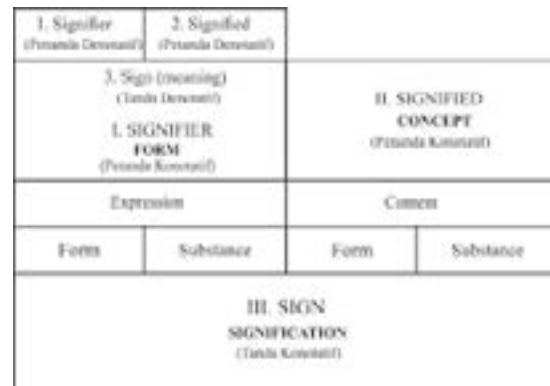 1. Signifier
(Penanda Denotatif)
2. Signified
(Petanda Denotatif)
3. Sign (meaning)
(Tanda Denotatif)
I. SIGNIFIER
FORM
(Penanda Konotatif)
II. SIGNIFIED
CONCEPT
(Petanda Konotatif)
Expression
Content
Form
Substance
Form
Substance
III. SIGN
SIGNIFICATION
(Tanda Konotatif)